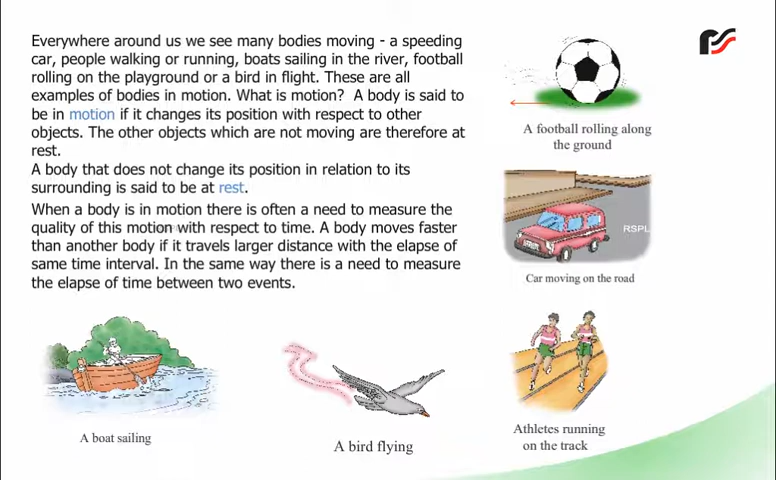 Everywhere around us we see many bodies moving - a speeding
car, people walking or running, boats sailing in the river, football
rolling on the playground or a bird in flight. These are all
examples of bodies in motion. What is motion? A body is said to
be in motion if it changes its position with respect to other
objects. The other objects which are not moving are therefore at
rest.
A body that does not change its position in relation to its
surrounding is said to be at rest.
When a body is in motion there is often a need to measure the
quality of this motion with respect to time. A body moves faster
than another body if it travels larger distance with the elapse of
same time interval. In the same way there is a need to measure
the elapse of time between two events.
A football rolling along
the ground
RSPL
Car moving on the road
A boat sailing
A bird flying
Athletes running
on the track